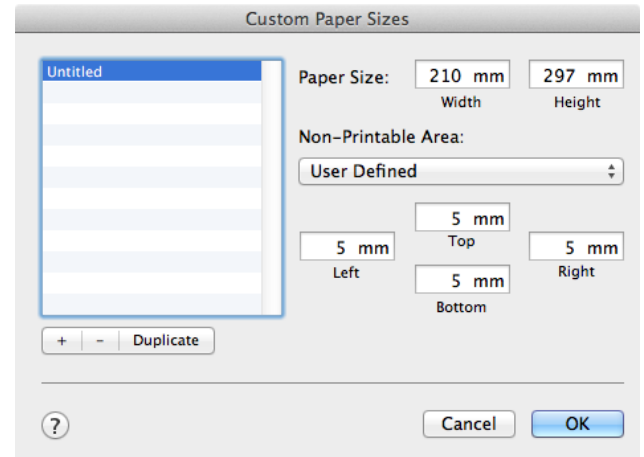 Custom Paper Sizes
Untitled
Paper Size: 210 mm 297 mm
Width Height
Non-Printable Area:
User Defined
5 mm
Top
5 mm 5 mm
Left Right
5 mm
Bottom
+ - Duplicate
? Cancel OK